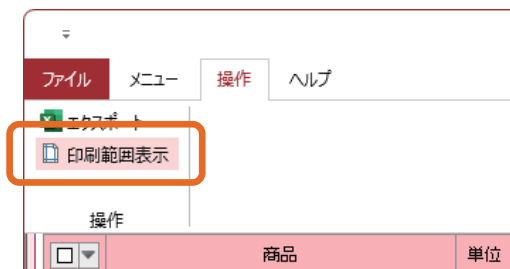 ファイル メニュー 操作 ヘルプ
エクスポート
印刷範囲表示
操作
商品 単位